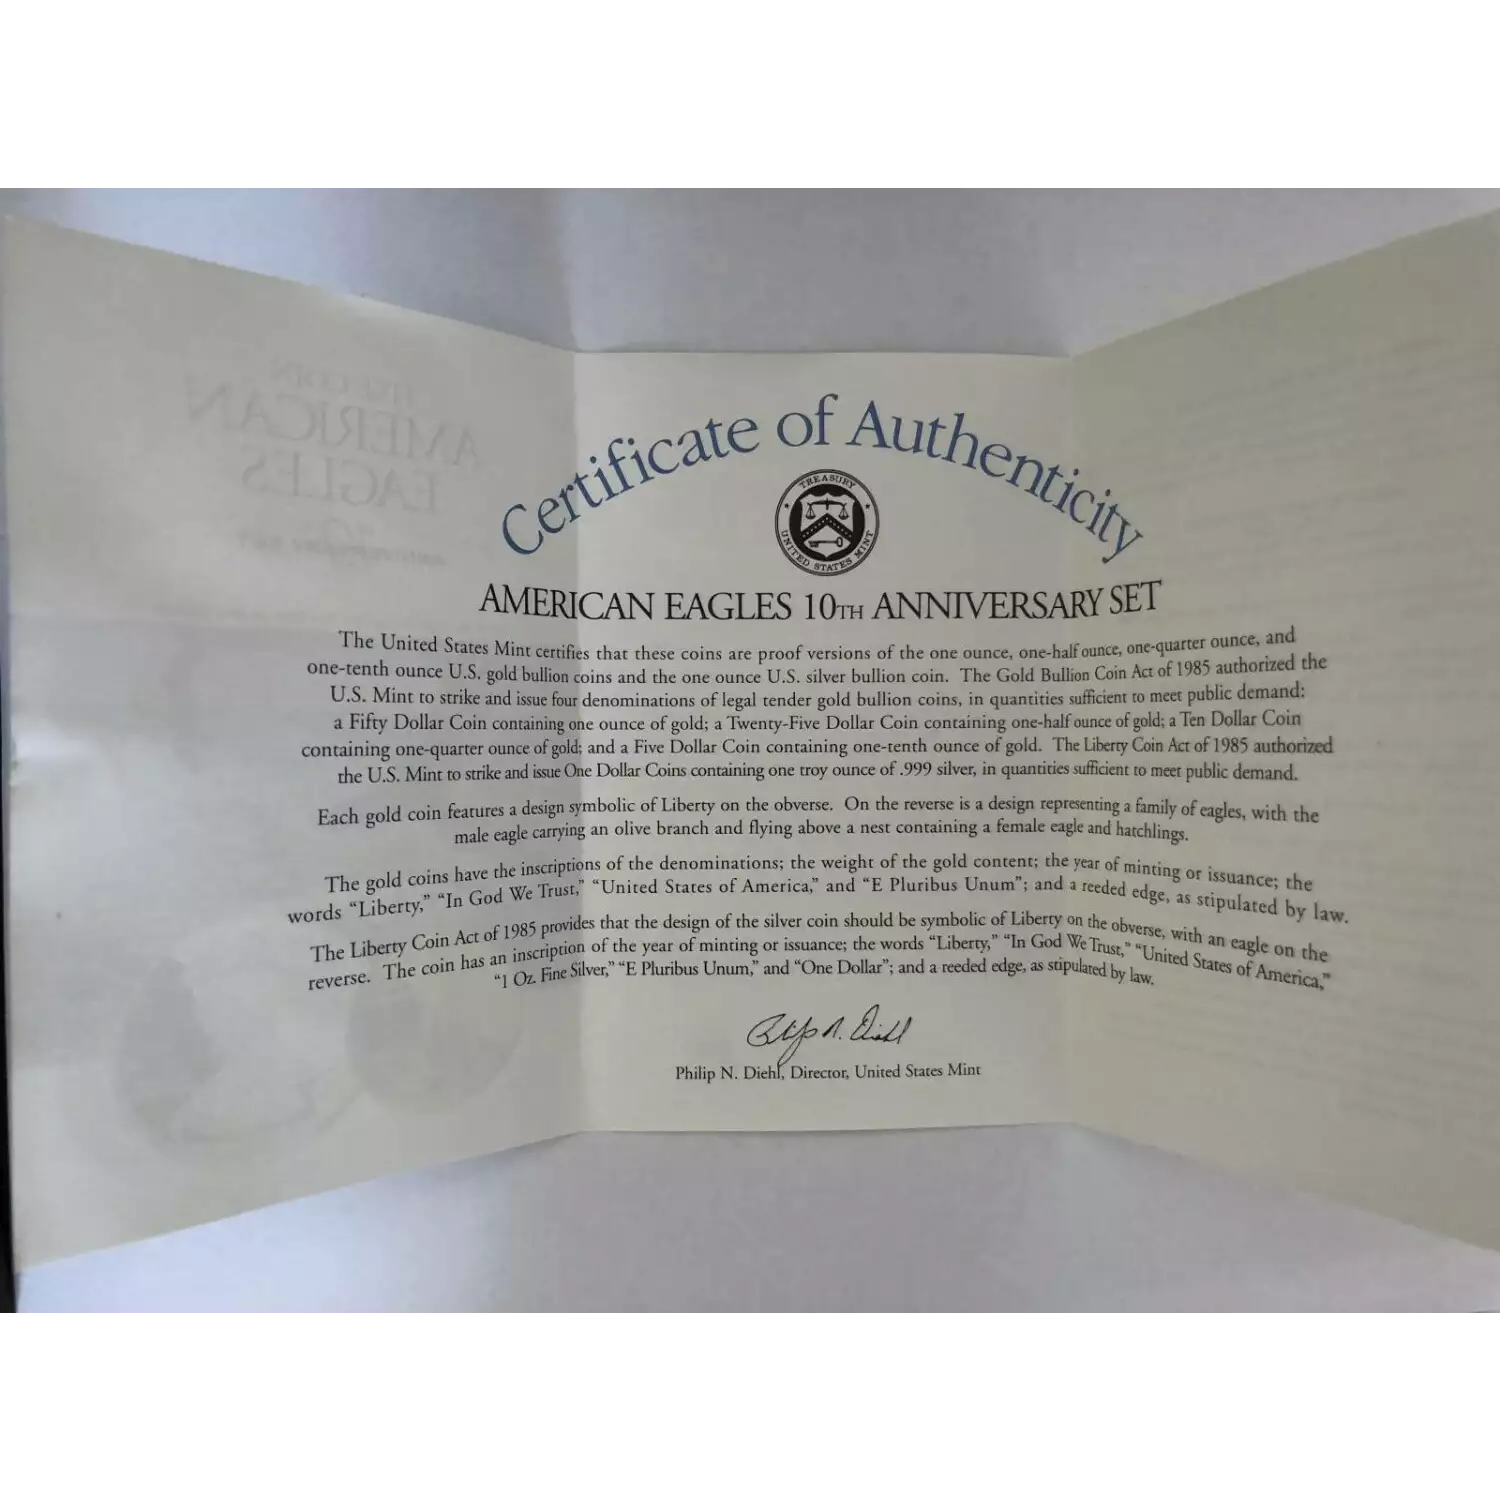 Certificate of Authenticity
TREASURY
UNITED STATES MINT
AMERICAN EAGLES 10TH ANNIVERSARY SET
The United States Mint certifies that these coins are proof versions of the one ounce, one-half ounce, one-quarter ounce, and
one-tenth ounce U.S. gold bullion coins and the one ounce U.S. silver bullion coin. The Gold Bullion Coin Act of 1985 authorized the
U.S. Mint to strike and issue four denominations of legal tender gold bullion coins, in quantities sufficient to meet public demand:
a Fifty Dollar Coin containing one ounce of gold; a Twenty-Five Dollar Coin containing one-half ounce of gold; a Ten Dollar Coin
containing one-quarter ounce of gold; and a Five Dollar Coin containing one-tenth ounce of gold. The Liberty Coin Act of 1985 authorized
the U.S. Mint to strike and issue One Dollar Coins containing one troy ounce of .999 silver, in quantities sufficient to meet public demand.
Each gold coin features a design symbolic of Liberty on the obverse. On the reverse is a design representing a family of eagles, with the
male eagle carrying an olive branch and flying above a nest containing a female eagle and hatchlings.
The gold coins have the inscriptions of the denominations; the weight of the gold content; the year of minting or issuance; the
words “Liberty,” “In God We Trust,” “United States of America,” and “E Pluribus Unum”; and a reeded edge, as stipulated by law.
The Liberty Coin Act of 1985 provides that the design of the silver coin should be symbolic of Liberty on the obverse, with an eagle on the
reverse. The coin has an inscription of the year of minting or issuance; the words “Liberty,” “In God We Trust,” “United States of America,”
“1 Oz. Fine Silver,” “E Pluribus Unum,” and “One Dollar”; and a reeded edge, as stipulated by law.
Philip N. Diehl
Philip N. Diehl, Director, United States Mint
AMERICAN
EAGLES